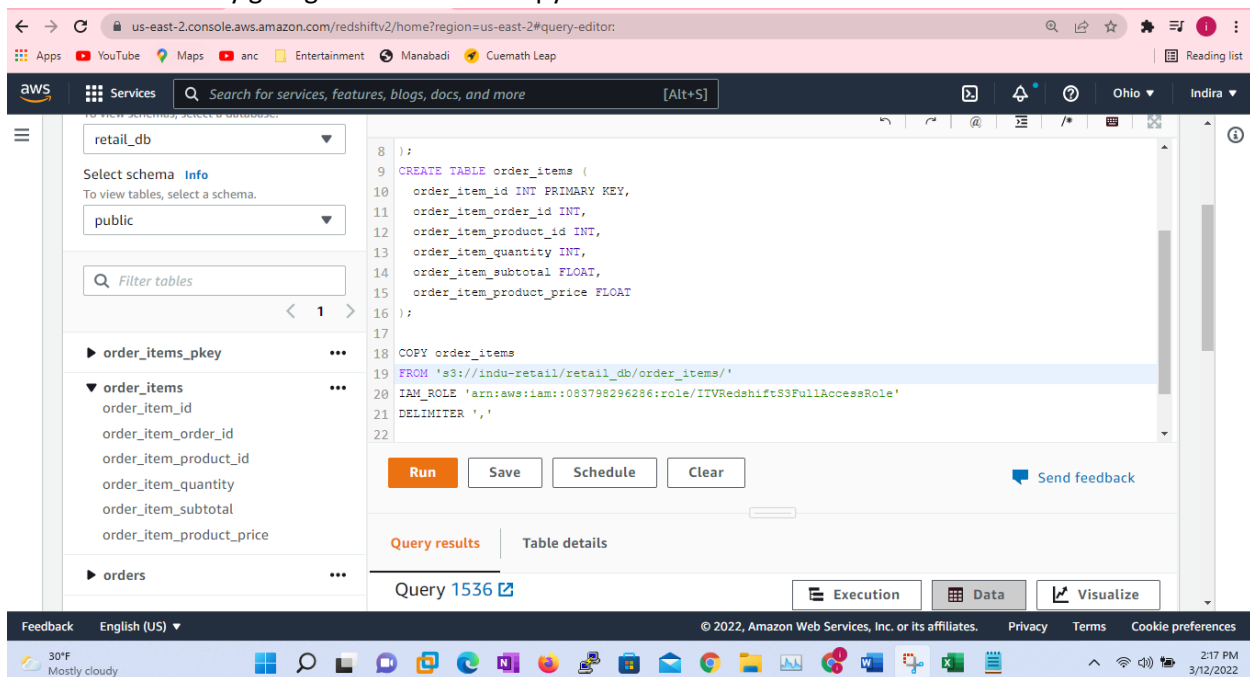 us-east-2.console.aws.amazon.com/redshiftv2/home?region=us-east-2#query-editor:
Apps YouTube Maps anc Entertainment Manabadi Cuemath Leap Reading list
aws Services Search for services, features, blogs, docs, and more [Alt+S] Ohio Indira
To view schemas, select a database.
retail_db
Select schema Info
To view tables, select a schema.
public
Filter tables
1
order_items_pkey
order_items
order_item_id
order_item_order_id
order_item_product_id
order_item_quantity
order_item_subtotal
order_item_product_price
orders
8 );
9 CREATE TABLE order_items (
10 order_item_id INT PRIMARY KEY,
11 order_item_order_id INT,
12 order_item_product_id INT,
13 order_item_quantity INT,
14 order_item_subtotal FLOAT,
15 order_item_product_price FLOAT
16 );
17
18 COPY order_items
19 FROM 's3://indu-retail/retail_db/order_items/'
20 IAM_ROLE 'arn:aws:iam::083798296286:role/ITVRedshiftS3FullAccessRole'
21 DELIMITER ','
22
Run Save Schedule Clear Send feedback
Query results Table details
Query 1536 Execution Data Visualize
Feedback English (US) © 2022, Amazon Web Services, Inc. or its affiliates. Privacy Terms Cookie preferences
30°F
Mostly cloudy
2:17 PM
3/12/2022